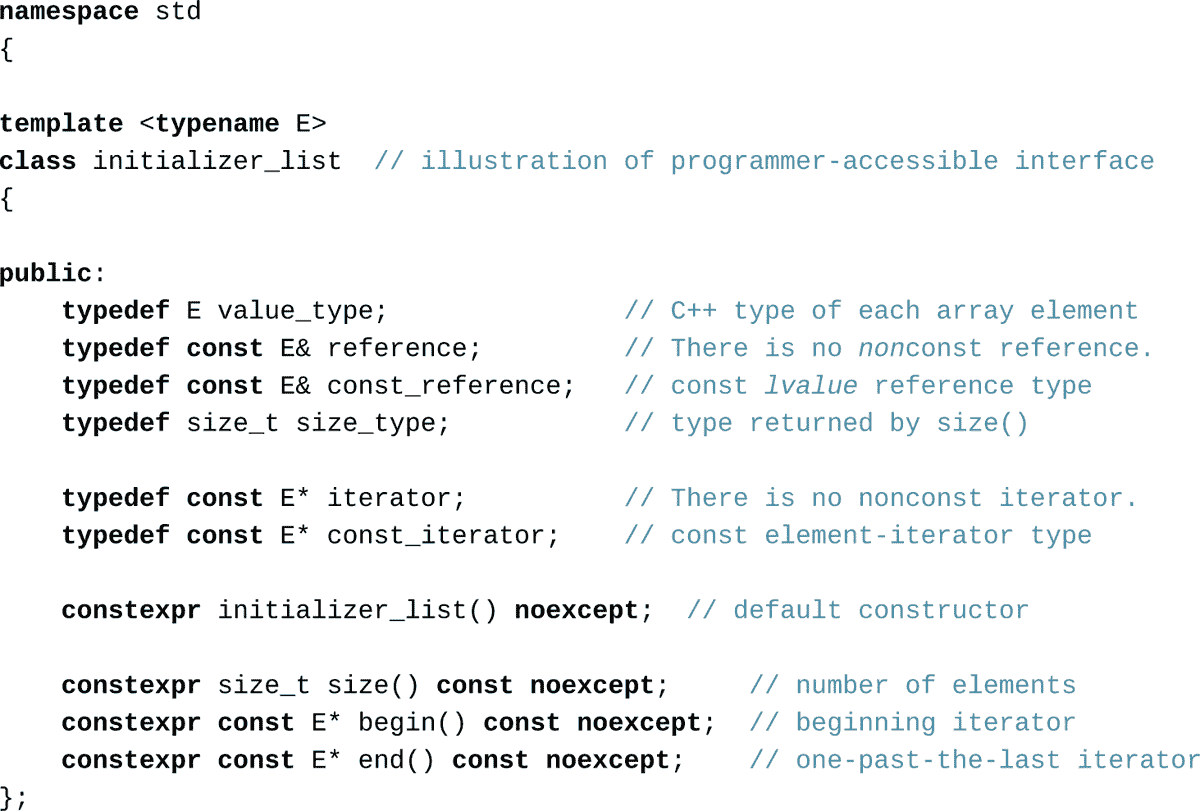 namespace std
{
template <typename E>
class initializer_list  // illustration of programmer-accessible interface
{
public:
    typedef E value_type;               // C++ type of each array element
    typedef const E& reference;         // There is no nonconst reference.
    typedef const E& const_reference;   // const lvalue reference type
    typedef size_t size_type;           // type returned by size()
    typedef const E* iterator;          // There is no nonconst iterator.
    typedef const E* const_iterator;    // const element-iterator type
    constexpr initializer_list() noexcept;  // default constructor
    constexpr size_t size() const noexcept;     // number of elements
    constexpr const E* begin() const noexcept;  // beginning iterator
    constexpr const E* end() const noexcept;    // one-past-the-last iterator
};